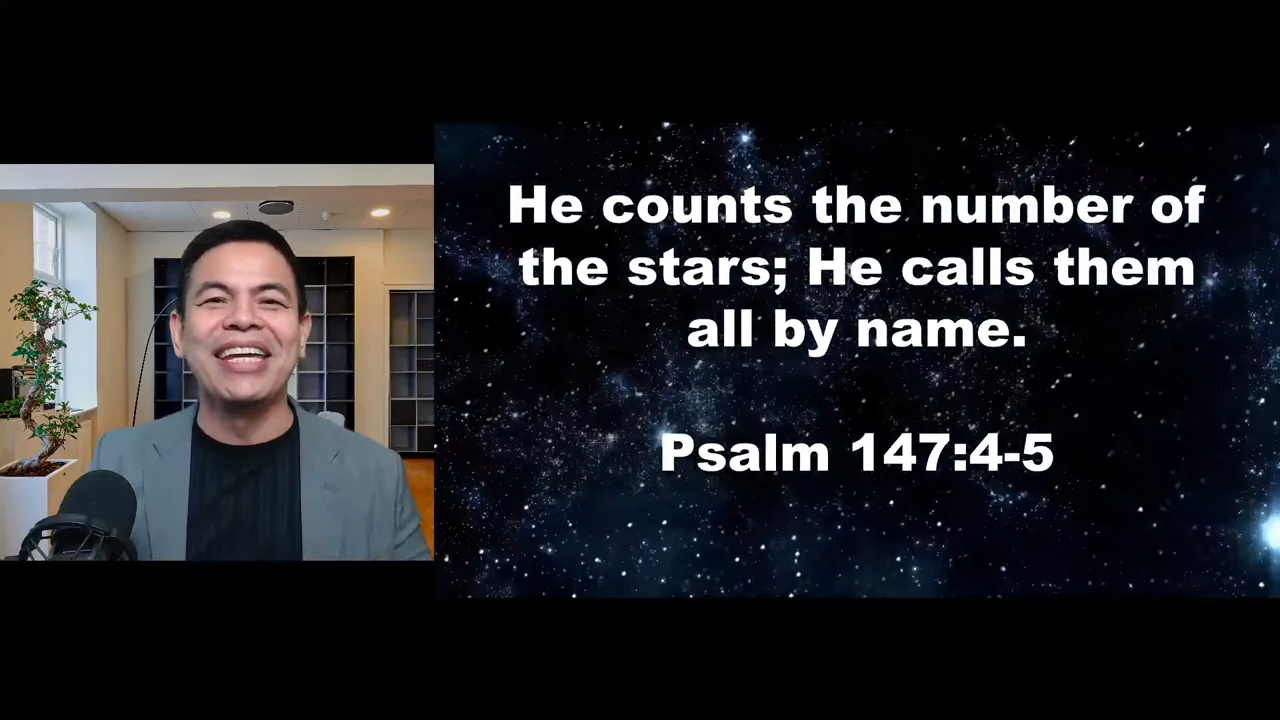 He counts the number of
the stars; He calls them
all by name.
Psalm 147:4-5